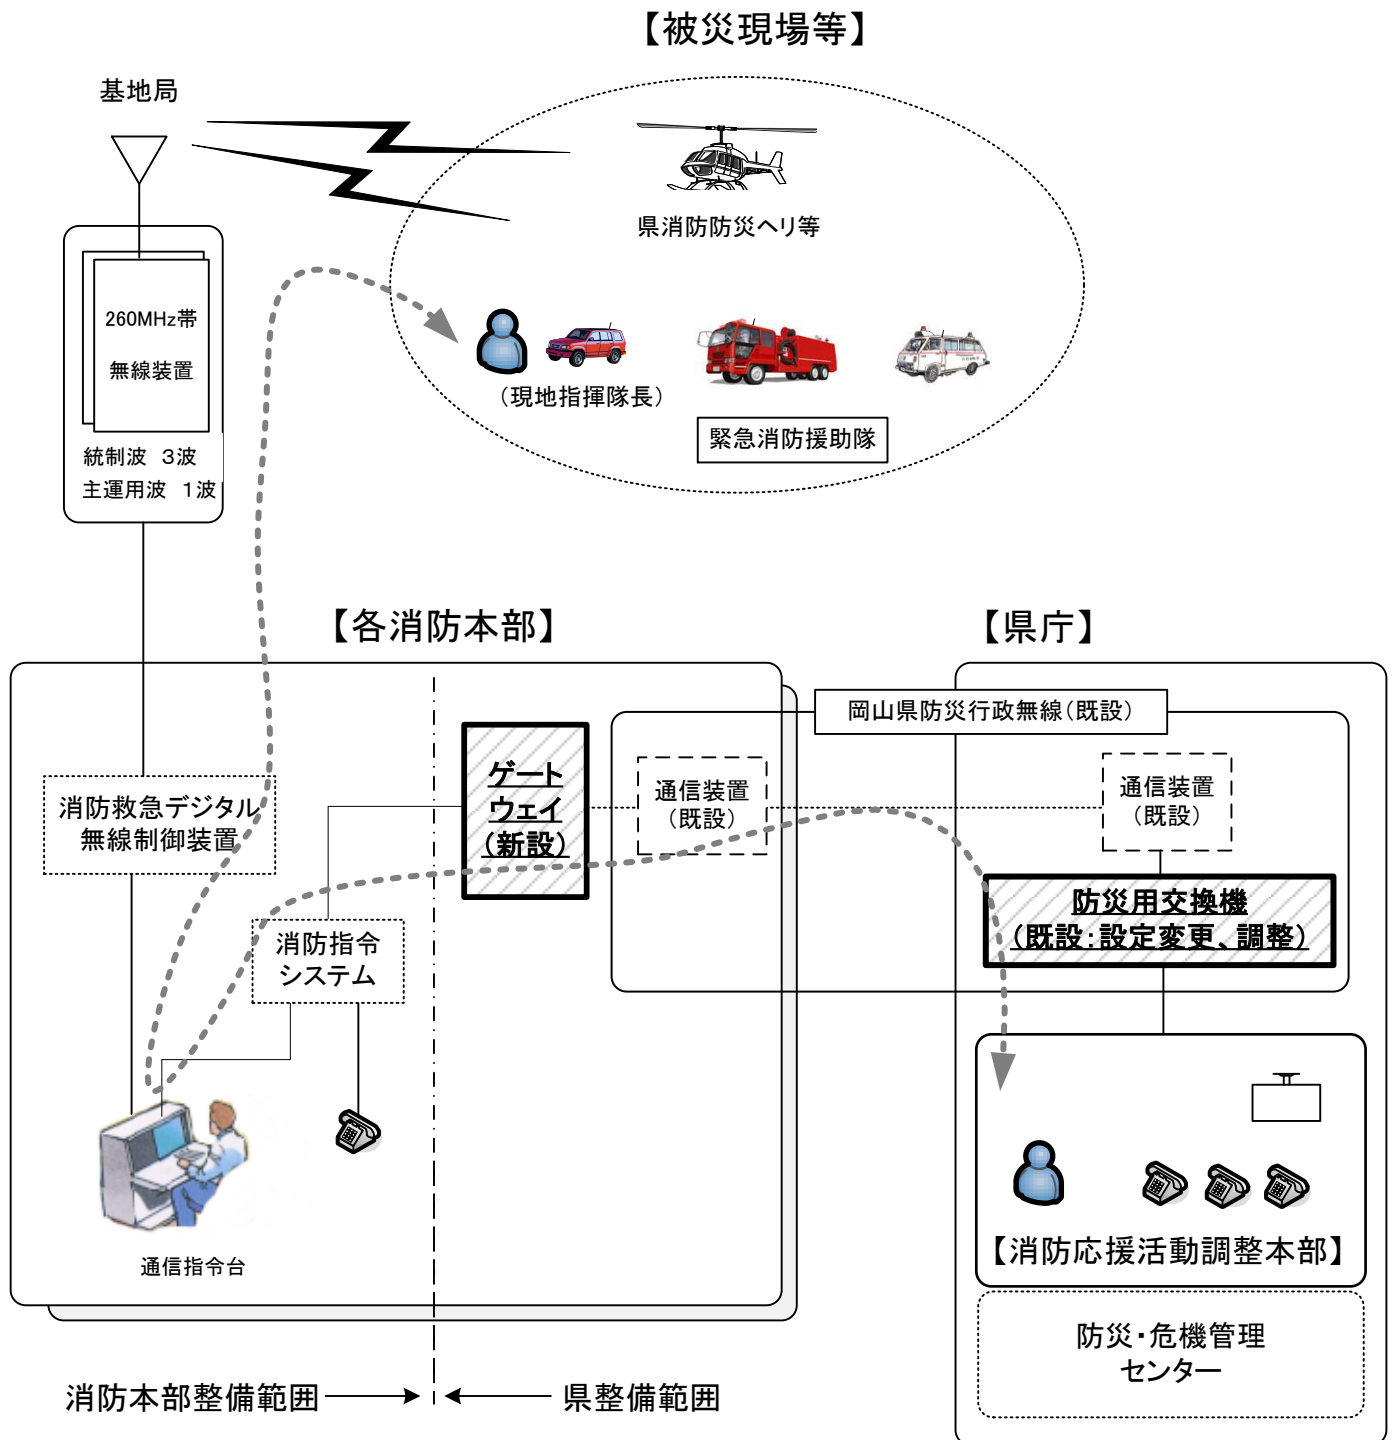 【被災現場等】
基地局
県消防防災ヘリ等
260MHz帯
無線装置
(現地指揮隊長)
緊急消防援助隊
統制波 3波
主運用波 1波
【各消防本部】
【県庁】
岡山県防災行政無線(既設)
ゲート
ウェイ
(新設)
通信装置
(既設)
通信装置
(既設)
消防救急デジタル
無線制御装置
防災用交換機
(既設:設定変更、調整)
消防指令
システム
通信指令台
【消防応援活動調整本部】
防災・危機管理
センター
消防本部整備範囲
県整備範囲